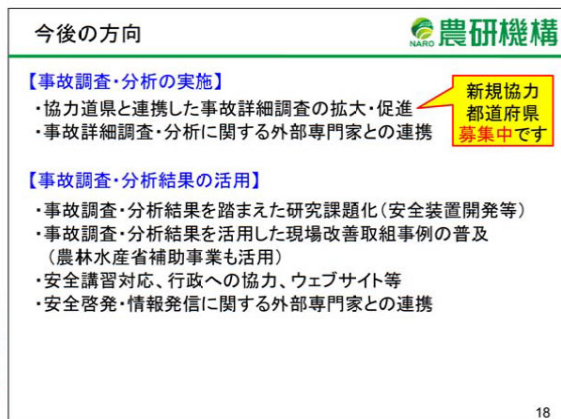 今後の方向
NARO 農研機構
【事故調査・分析の実施】
・協力道県と連携した事故詳細調査の拡大・促進
・事故詳細調査・分析に関する外部専門家との連携
新規協力
都道府県
募集中です
【事故調査・分析結果の活用】
・事故調査・分析結果を踏まえた研究課題化（安全装置開発等）
・事故調査・分析結果を活用した現場改善取組事例の普及
（農林水産省補助事業も活用）
・安全講習対応、行政への協力、ウェブサイト等
・安全啓発・情報発信に関する外部専門家との連携
18